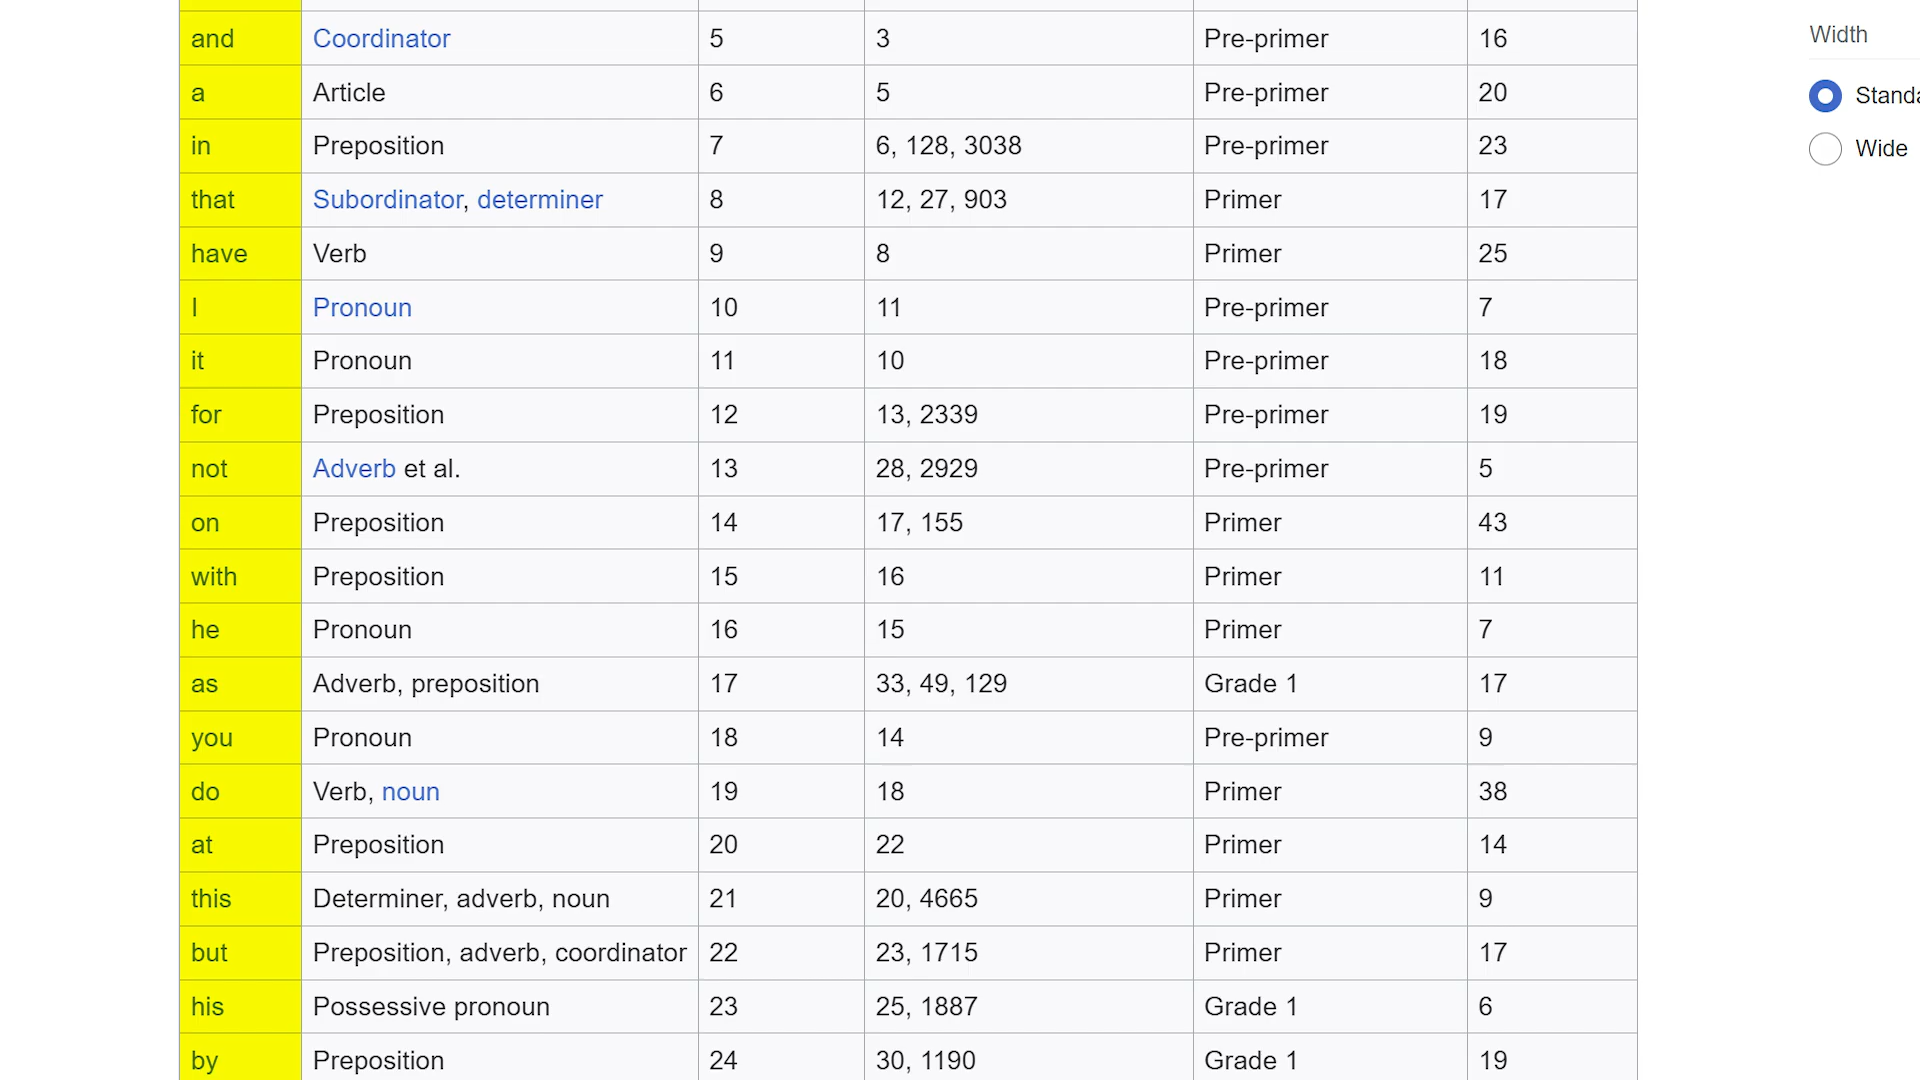 and Coordinator 5 3 Pre-primer 16
Width
a Article 6 5 Pre-primer 20
Standa
in Preposition 7 6, 128, 3038 Pre-primer 23
Wide
that Subordinator, determiner 8 12, 27, 903 Primer 17
have Verb 9 8 Primer 25
I Pronoun 10 11 Pre-primer 7
it Pronoun 11 10 Pre-primer 18
for Preposition 12 13, 2339 Pre-primer 19
not Adverb et al. 13 28, 2929 Pre-primer 5
on Preposition 14 17, 155 Primer 43
with Preposition 15 16 Primer 11
he Pronoun 16 15 Primer 7
as Adverb, preposition 17 33, 49, 129 Grade 1 17
you Pronoun 18 14 Pre-primer 9
do Verb, noun 19 18 Primer 38
at Preposition 20 22 Primer 14
this Determiner, adverb, noun 21 20, 4665 Primer 9
but Preposition, adverb, coordinator 22 23, 1715 Primer 17
his Possessive pronoun 23 25, 1887 Grade 1 6
by Preposition 24 30, 1190 Grade 1 19